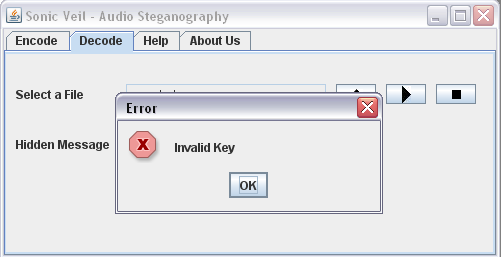 Sonic Veil - Audio Steganography
Encode Decode Help About Us
Select a File
Error
Hidden Message
Invalid Key
OK